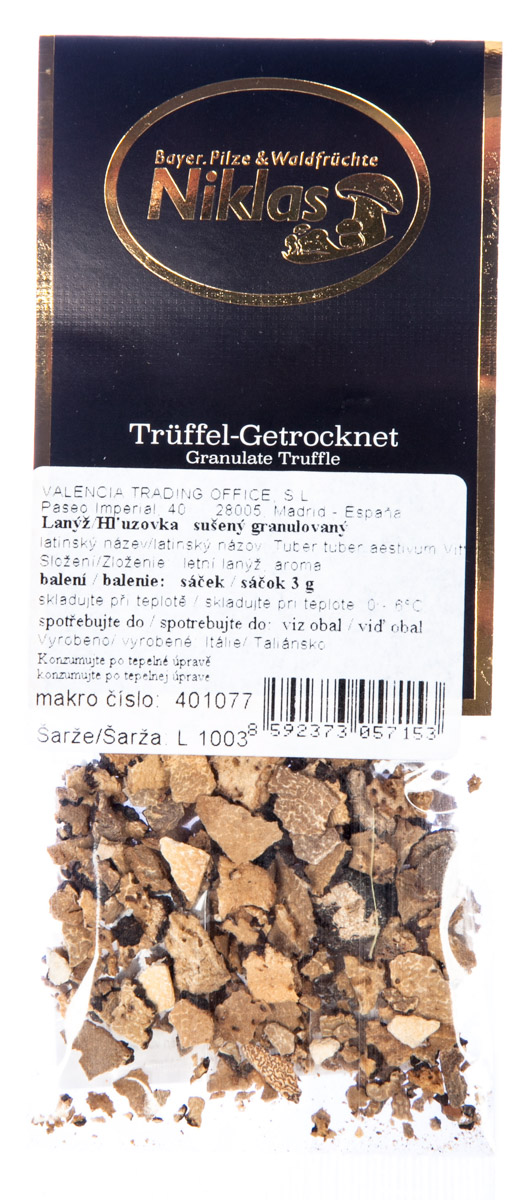 Bayer. Pilze & Waldfrüchte
Niklas
Trüffel-Getrocknet
Granulate Truffle
VALENCIA TRADING OFFICE, S L
Paseo Imperial, 40 28005, Madrid - España
Lanýž/Hľuzovka sušený granulovaný
latinský název/latinský názov: Tuber tuber aestivum Vitt
Složení/Zloženie: letní lanýž, aroma
balení / balenie: sáček / sáčok 3 g
skladujte při teplotě / skladujte pri teplote: 0 - 6°C
spotřebujte do / spotrebujte do: viz obal / viď obal
Vyrobeno/ vyrobené: Itálie/ Taliánsko
Konzumujte po tepelné úpravě
konzumujte po tepelnej úprave
makro číslo: 401077
Šarže/Šarža: L 1003
8 592373 057153